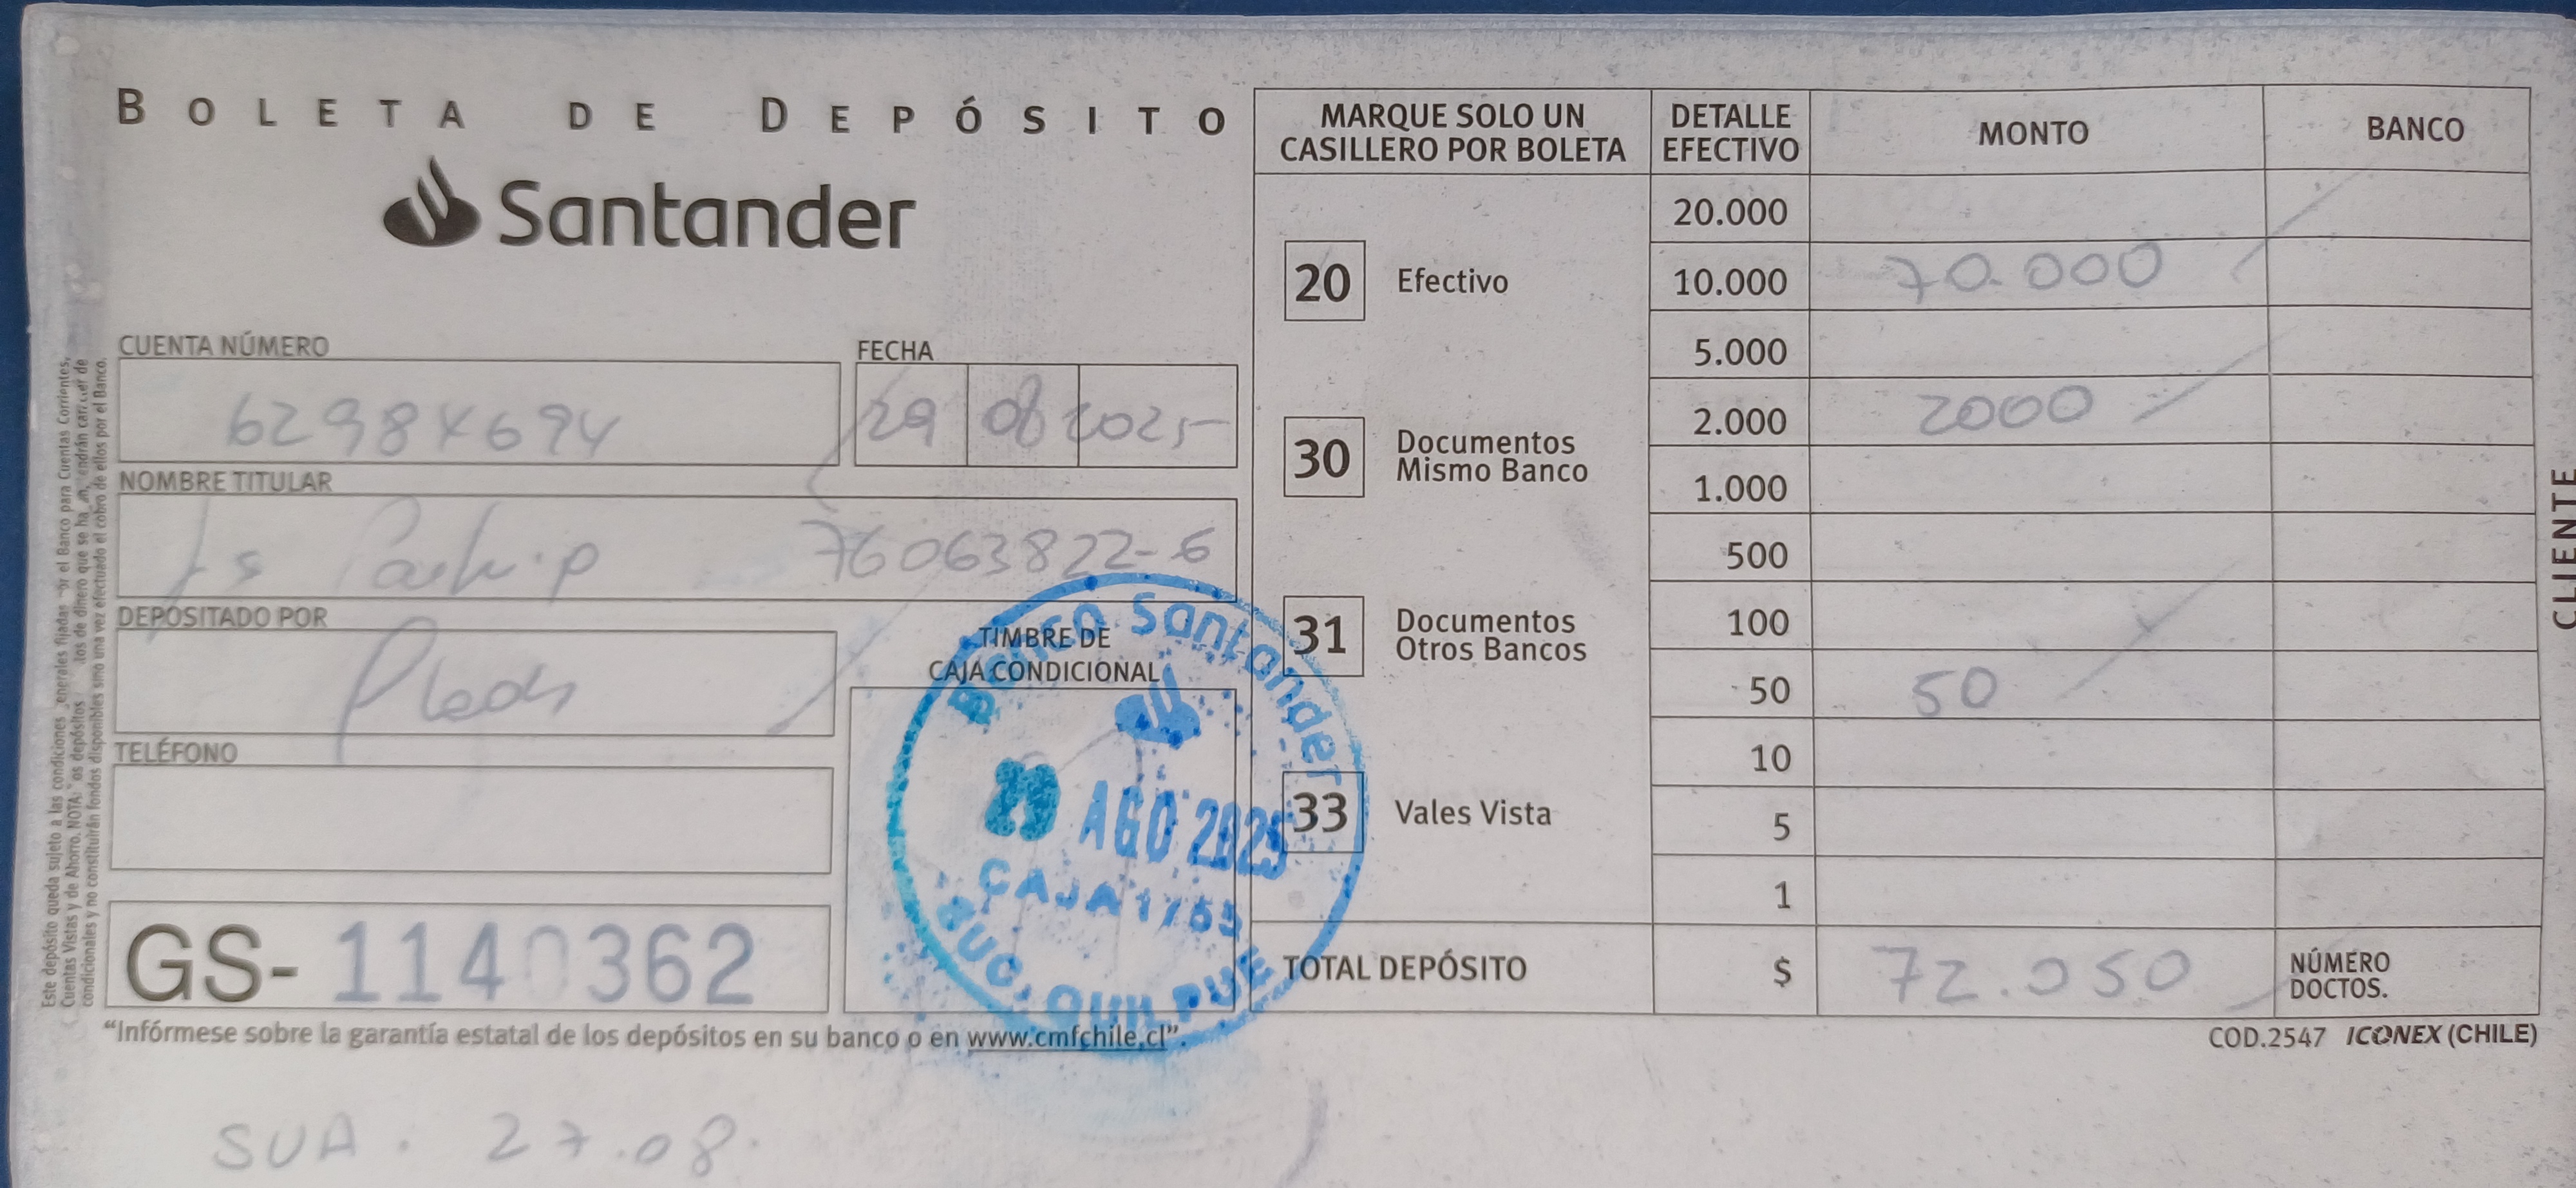 BOLETA DE DEPÓSITO
Santander
CUENTA NÚMERO
62984694
FECHA
29 08 2025
NOMBRE TITULAR
76063822-6
DEPOSITADO POR
TELÉFONO
GS-1140362
TIMBRE DE
CAJA CONDICIONAL
Banco Santander
29 AGO 2025
CAJA 1755
SUC. QUILPUE
MARQUE SOLO UN
CASILLERO POR BOLETA
20 Efectivo
30 Documentos
Mismo Banco
31 Documentos
Otros Bancos
33 Vales Vista
DETALLE
EFECTIVO MONTO BANCO
20.000
10.000 70.000
5.000
2.000 2000
1.000
500
100
50 50
10
5
1
TOTAL DEPÓSITO $ 72.050 NÚMERO
DOCTOS.
COD.2547 ICONEX (CHILE)
CLIENTE
"Infórmese sobre la garantía estatal de los depósitos en su banco o en www.cmfchile.cl".
SUA. 27.08.